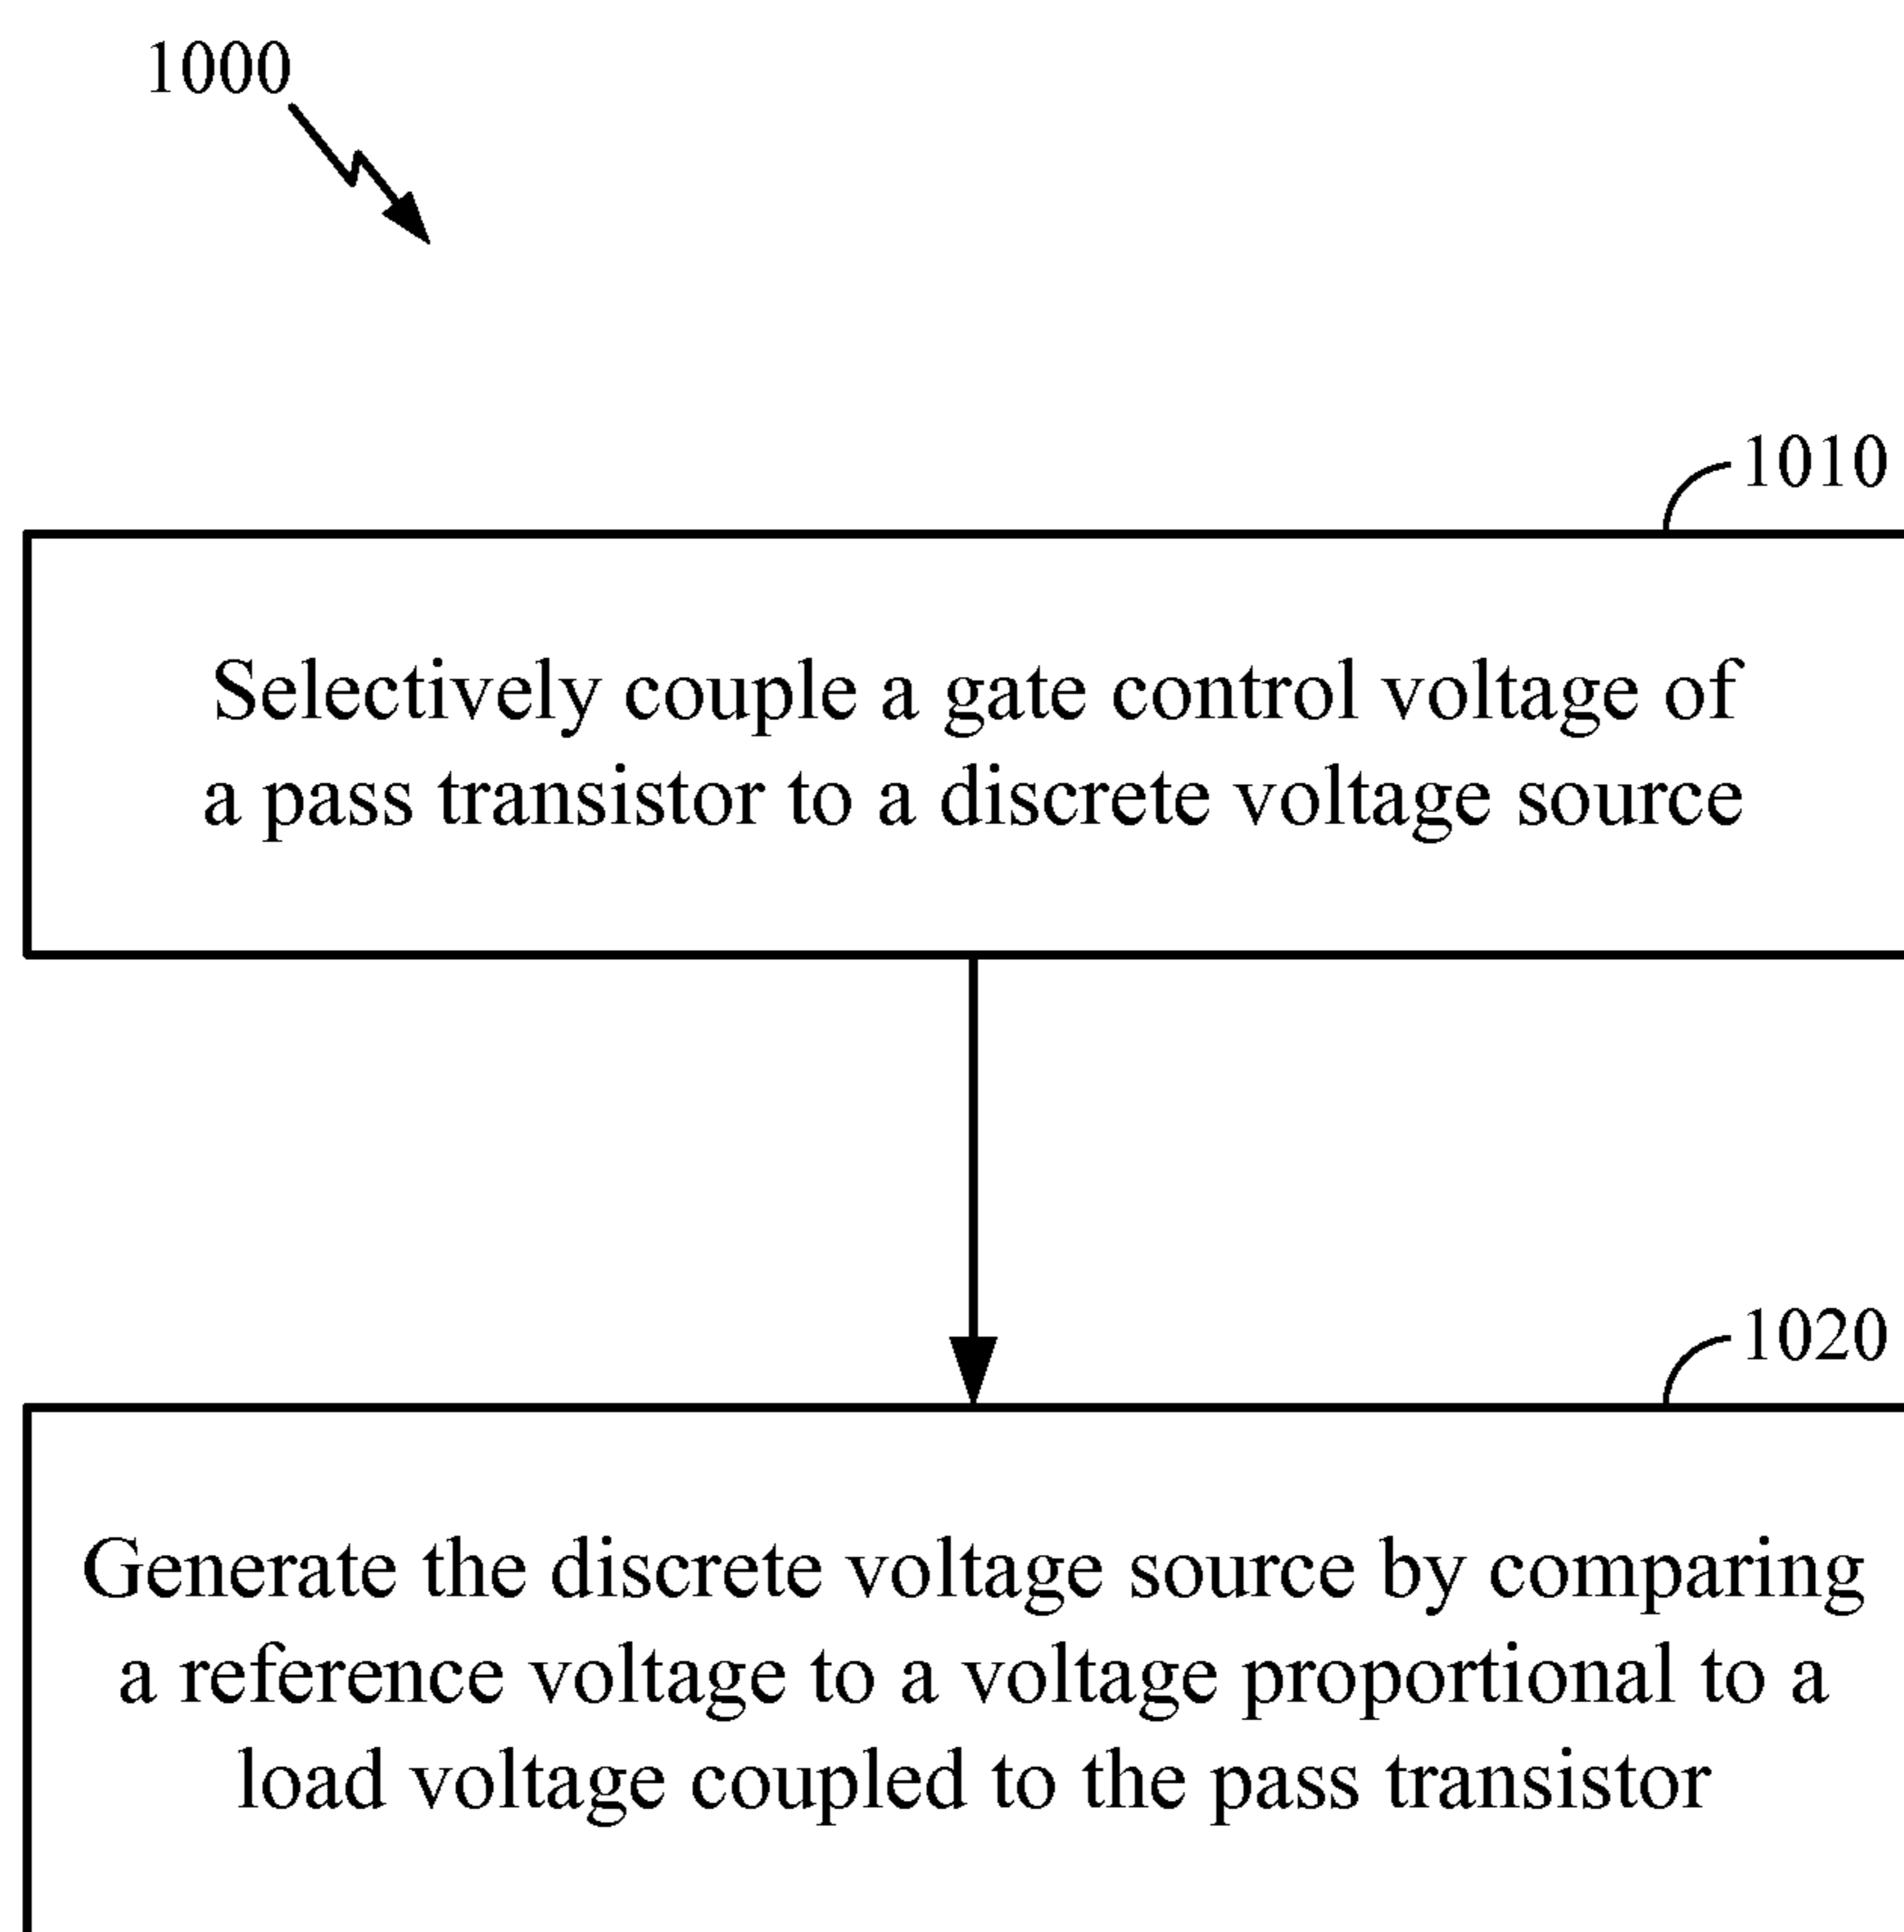 1000
1010
Selectively couple a gate control voltage of
a pass transistor to a discrete voltage source
1020
Generate the discrete voltage source by comparing
a reference voltage to a voltage proportional to a
load voltage coupled to the pass transistor